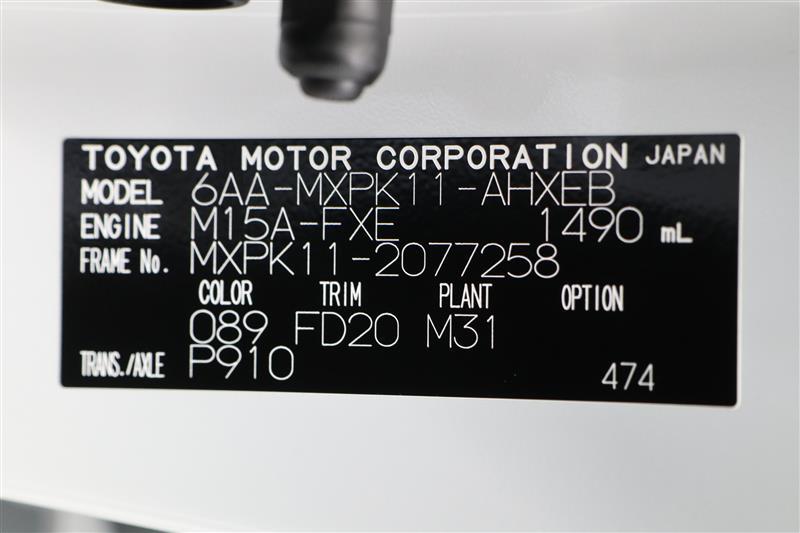 TOYOTA MOTOR CORPORATION JAPAN
MODEL 6AA-MXPK11-AHXEB
ENGINE M15A-FXE 1490 mL
FRAME No. MXPK11-2077258
COLOR TRIM PLANT OPTION
089 FD20 M31
TRANS./AXLE P910 474